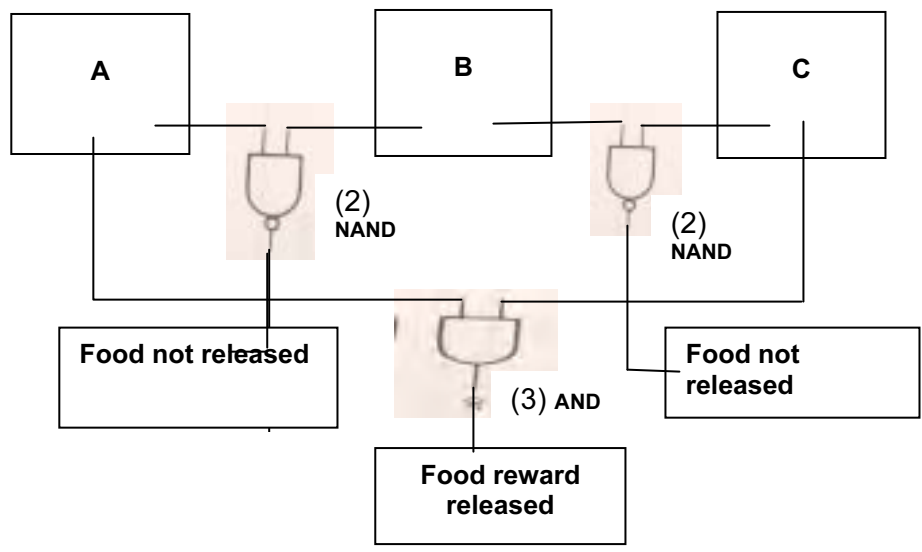 A
B
C
(2)
NAND
(2)
NAND
Food not released
(3) AND
Food not
released
Food reward
released